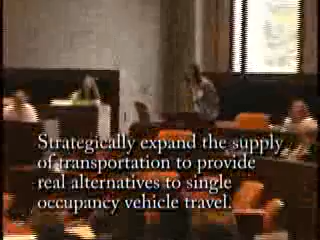 Strategically expand the supply
of transportation to provide
real alternatives to single
occupancy vehicle travel.